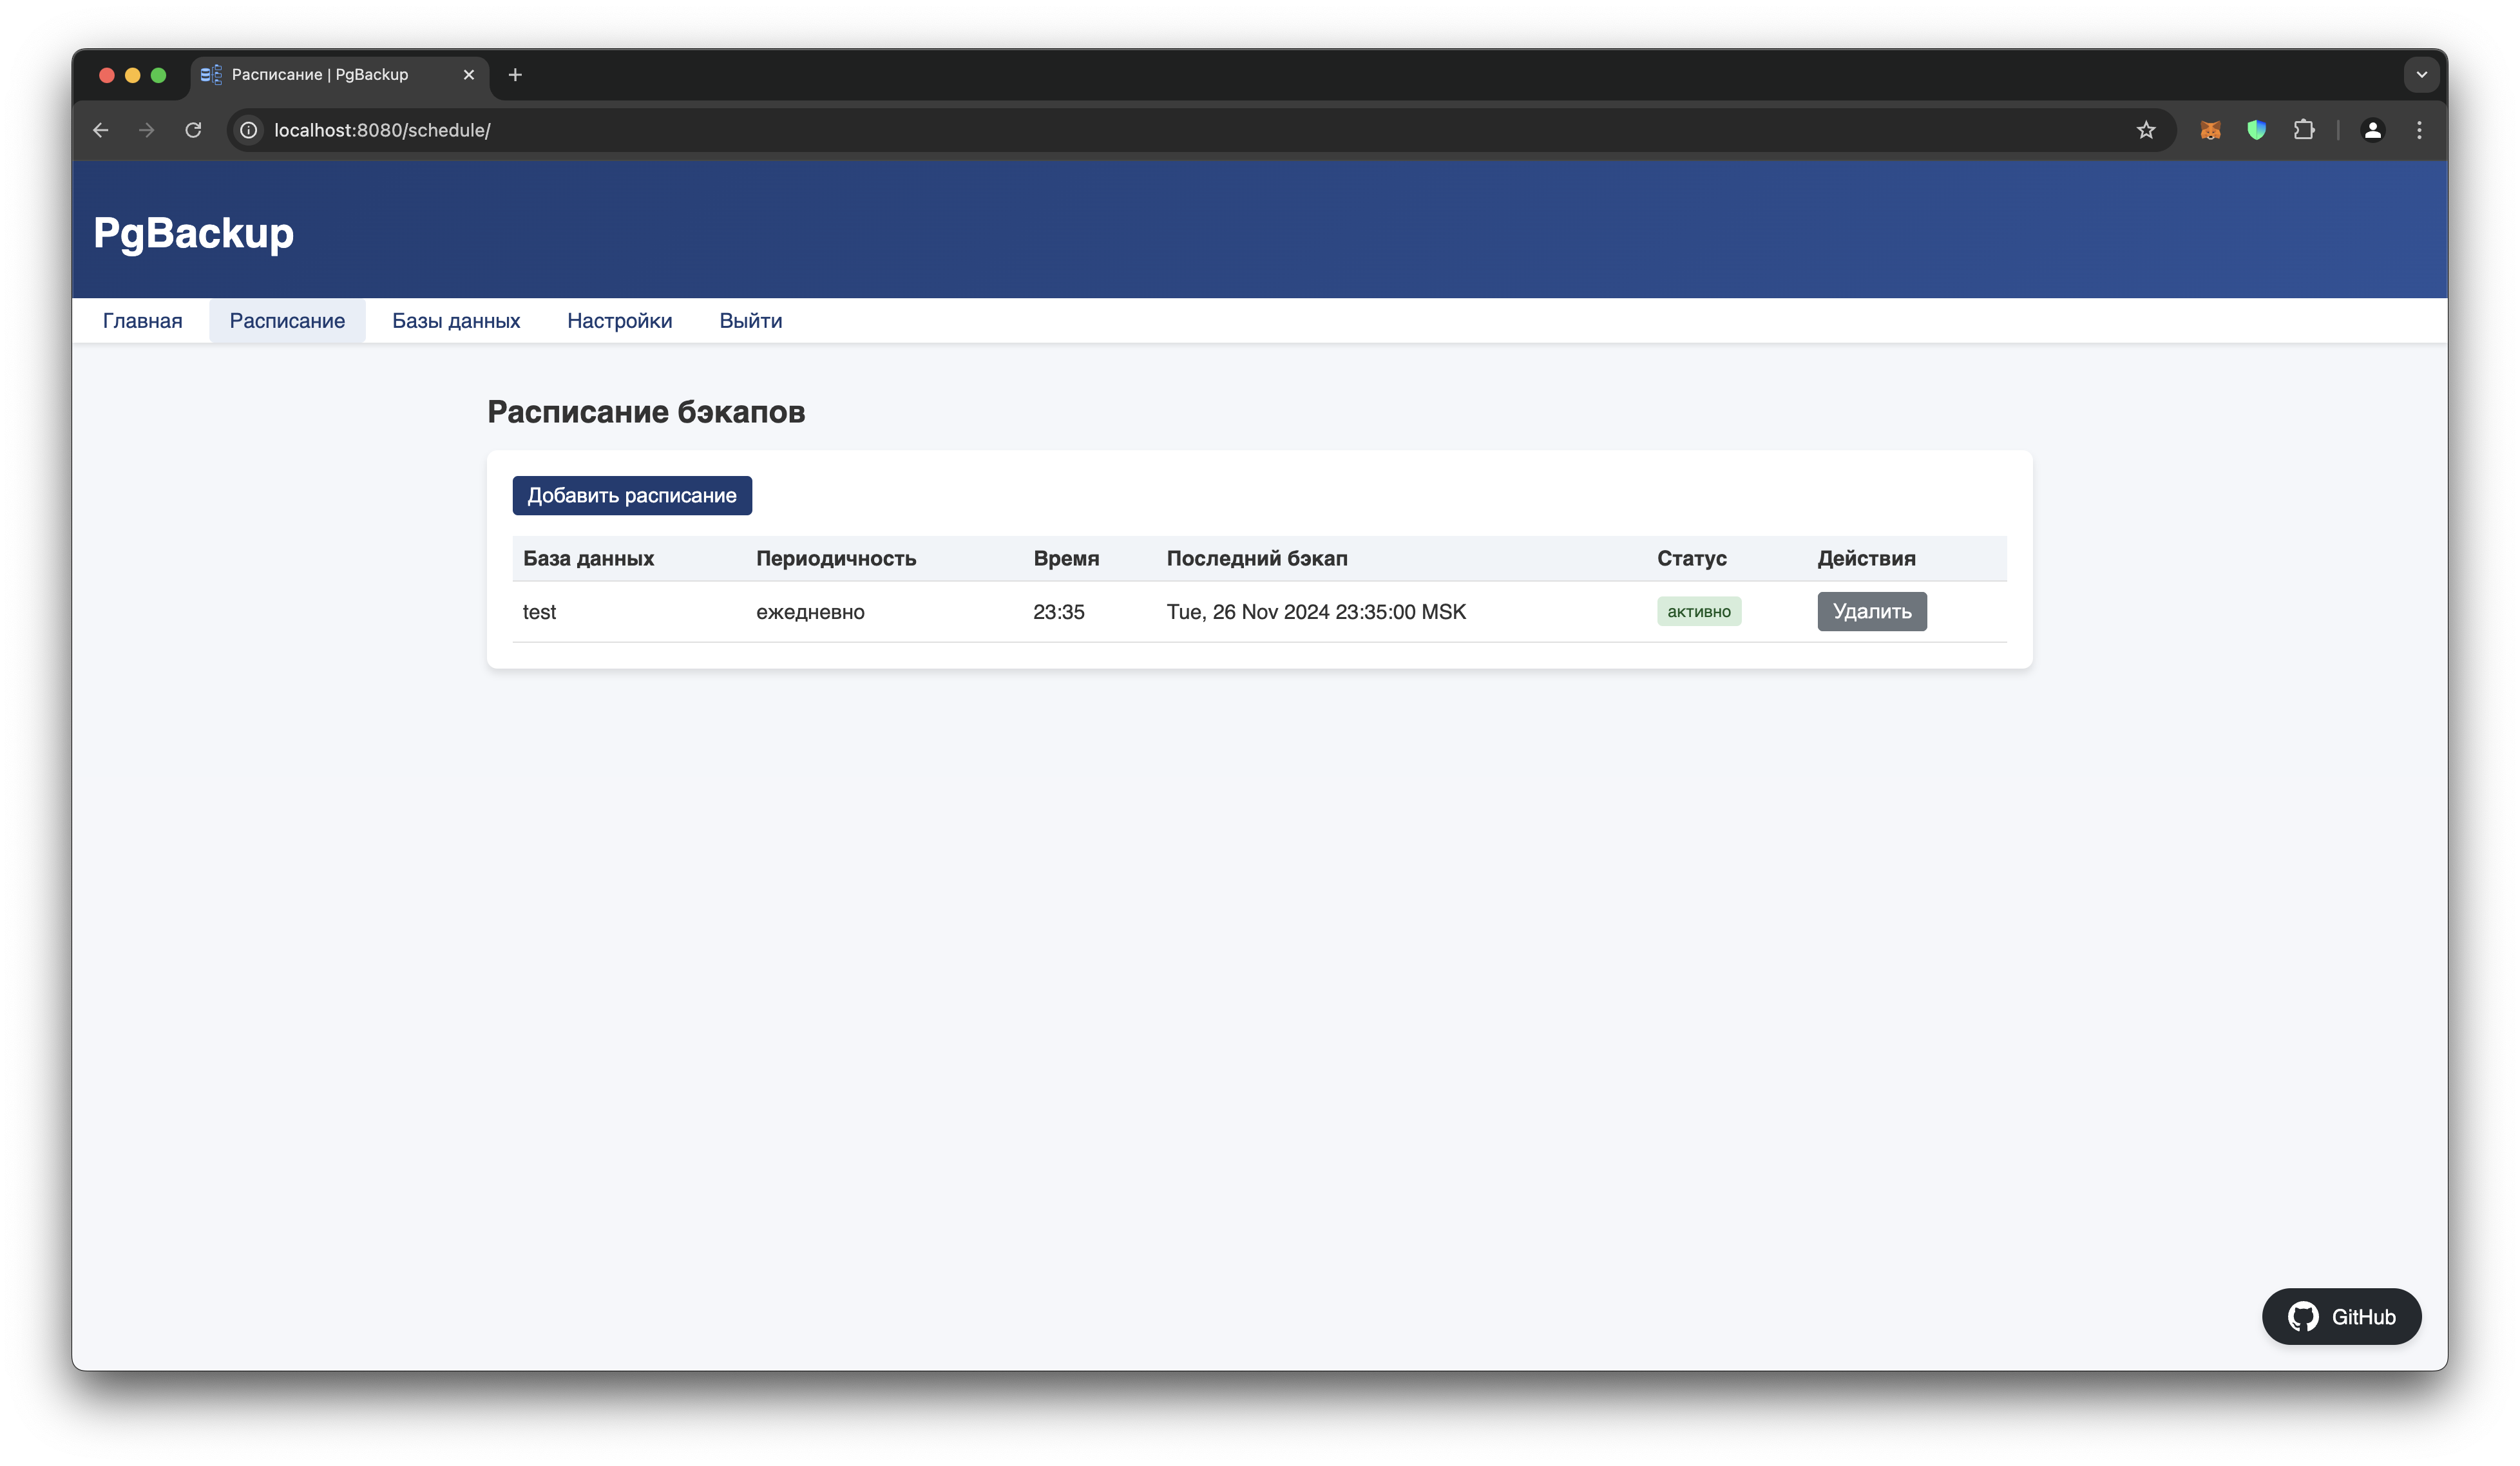 Расписание | PgBackup
localhost:8080/schedule/
PgBackup
Главная Расписание Базы данных Настройки Выйти
Расписание бэкапов
Добавить расписание
База данных Периодичность Время Последний бэкап Статус Действия
test ежедневно 23:35 Tue, 26 Nov 2024 23:35:00 MSK активно Удалить
GitHub